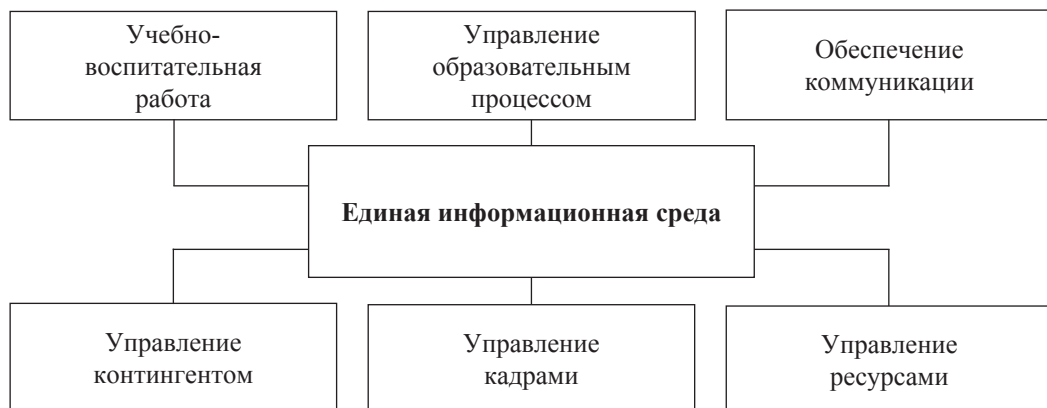 Учебно-
воспитательная
работа
Управление
образовательным
процессом
Обеспечение
коммуникации
Единая информационная среда
Управление
контингентом
Управление
кадрами
Управление
ресурсами